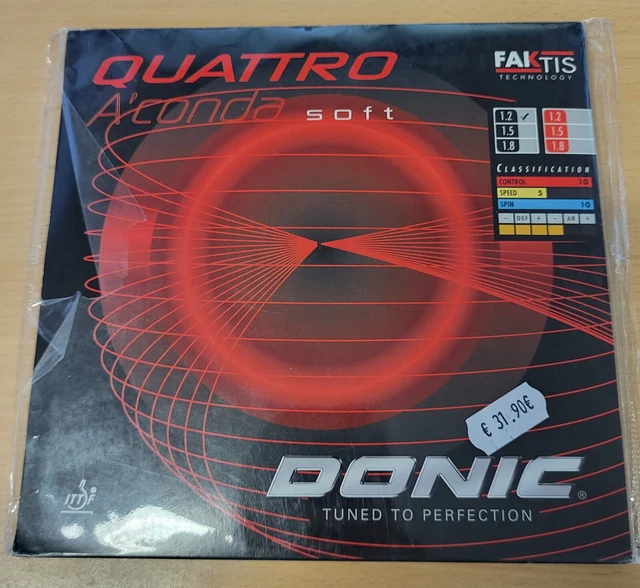 QUATTRO
A'conda soft
FAKTIS
TECHNOLOGY
1.2 ✓ 1.2
1.5 1.5
1.8 1.8
CLASSIFICATION
CONTROL 10
SPEED 5
SPIN 10
- DEF + - AR +
€ 31.90€
DONIC®
TUNED TO PERFECTION
ITTF